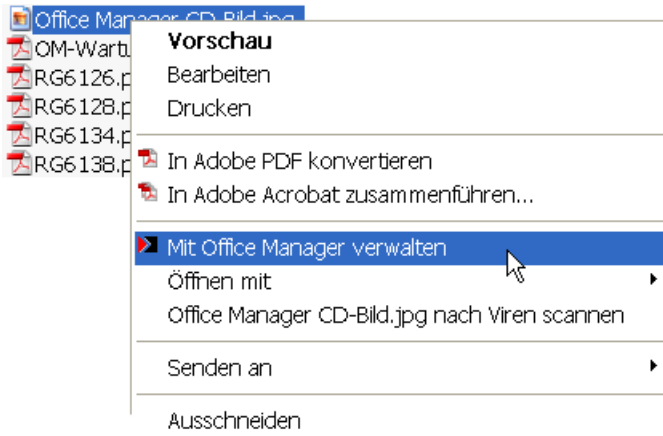 Office Manager CD-Bild.jpg
OM-Wartu
RG6126.p
RG6128.p
RG6134.p
RG6138.p
Vorschau
Bearbeiten
Drucken
In Adobe PDF konvertieren
In Adobe Acrobat zusammenführen...
Mit Office Manager verwalten
Öffnen mit
Office Manager CD-Bild.jpg nach Viren scannen
Senden an
Ausschneiden